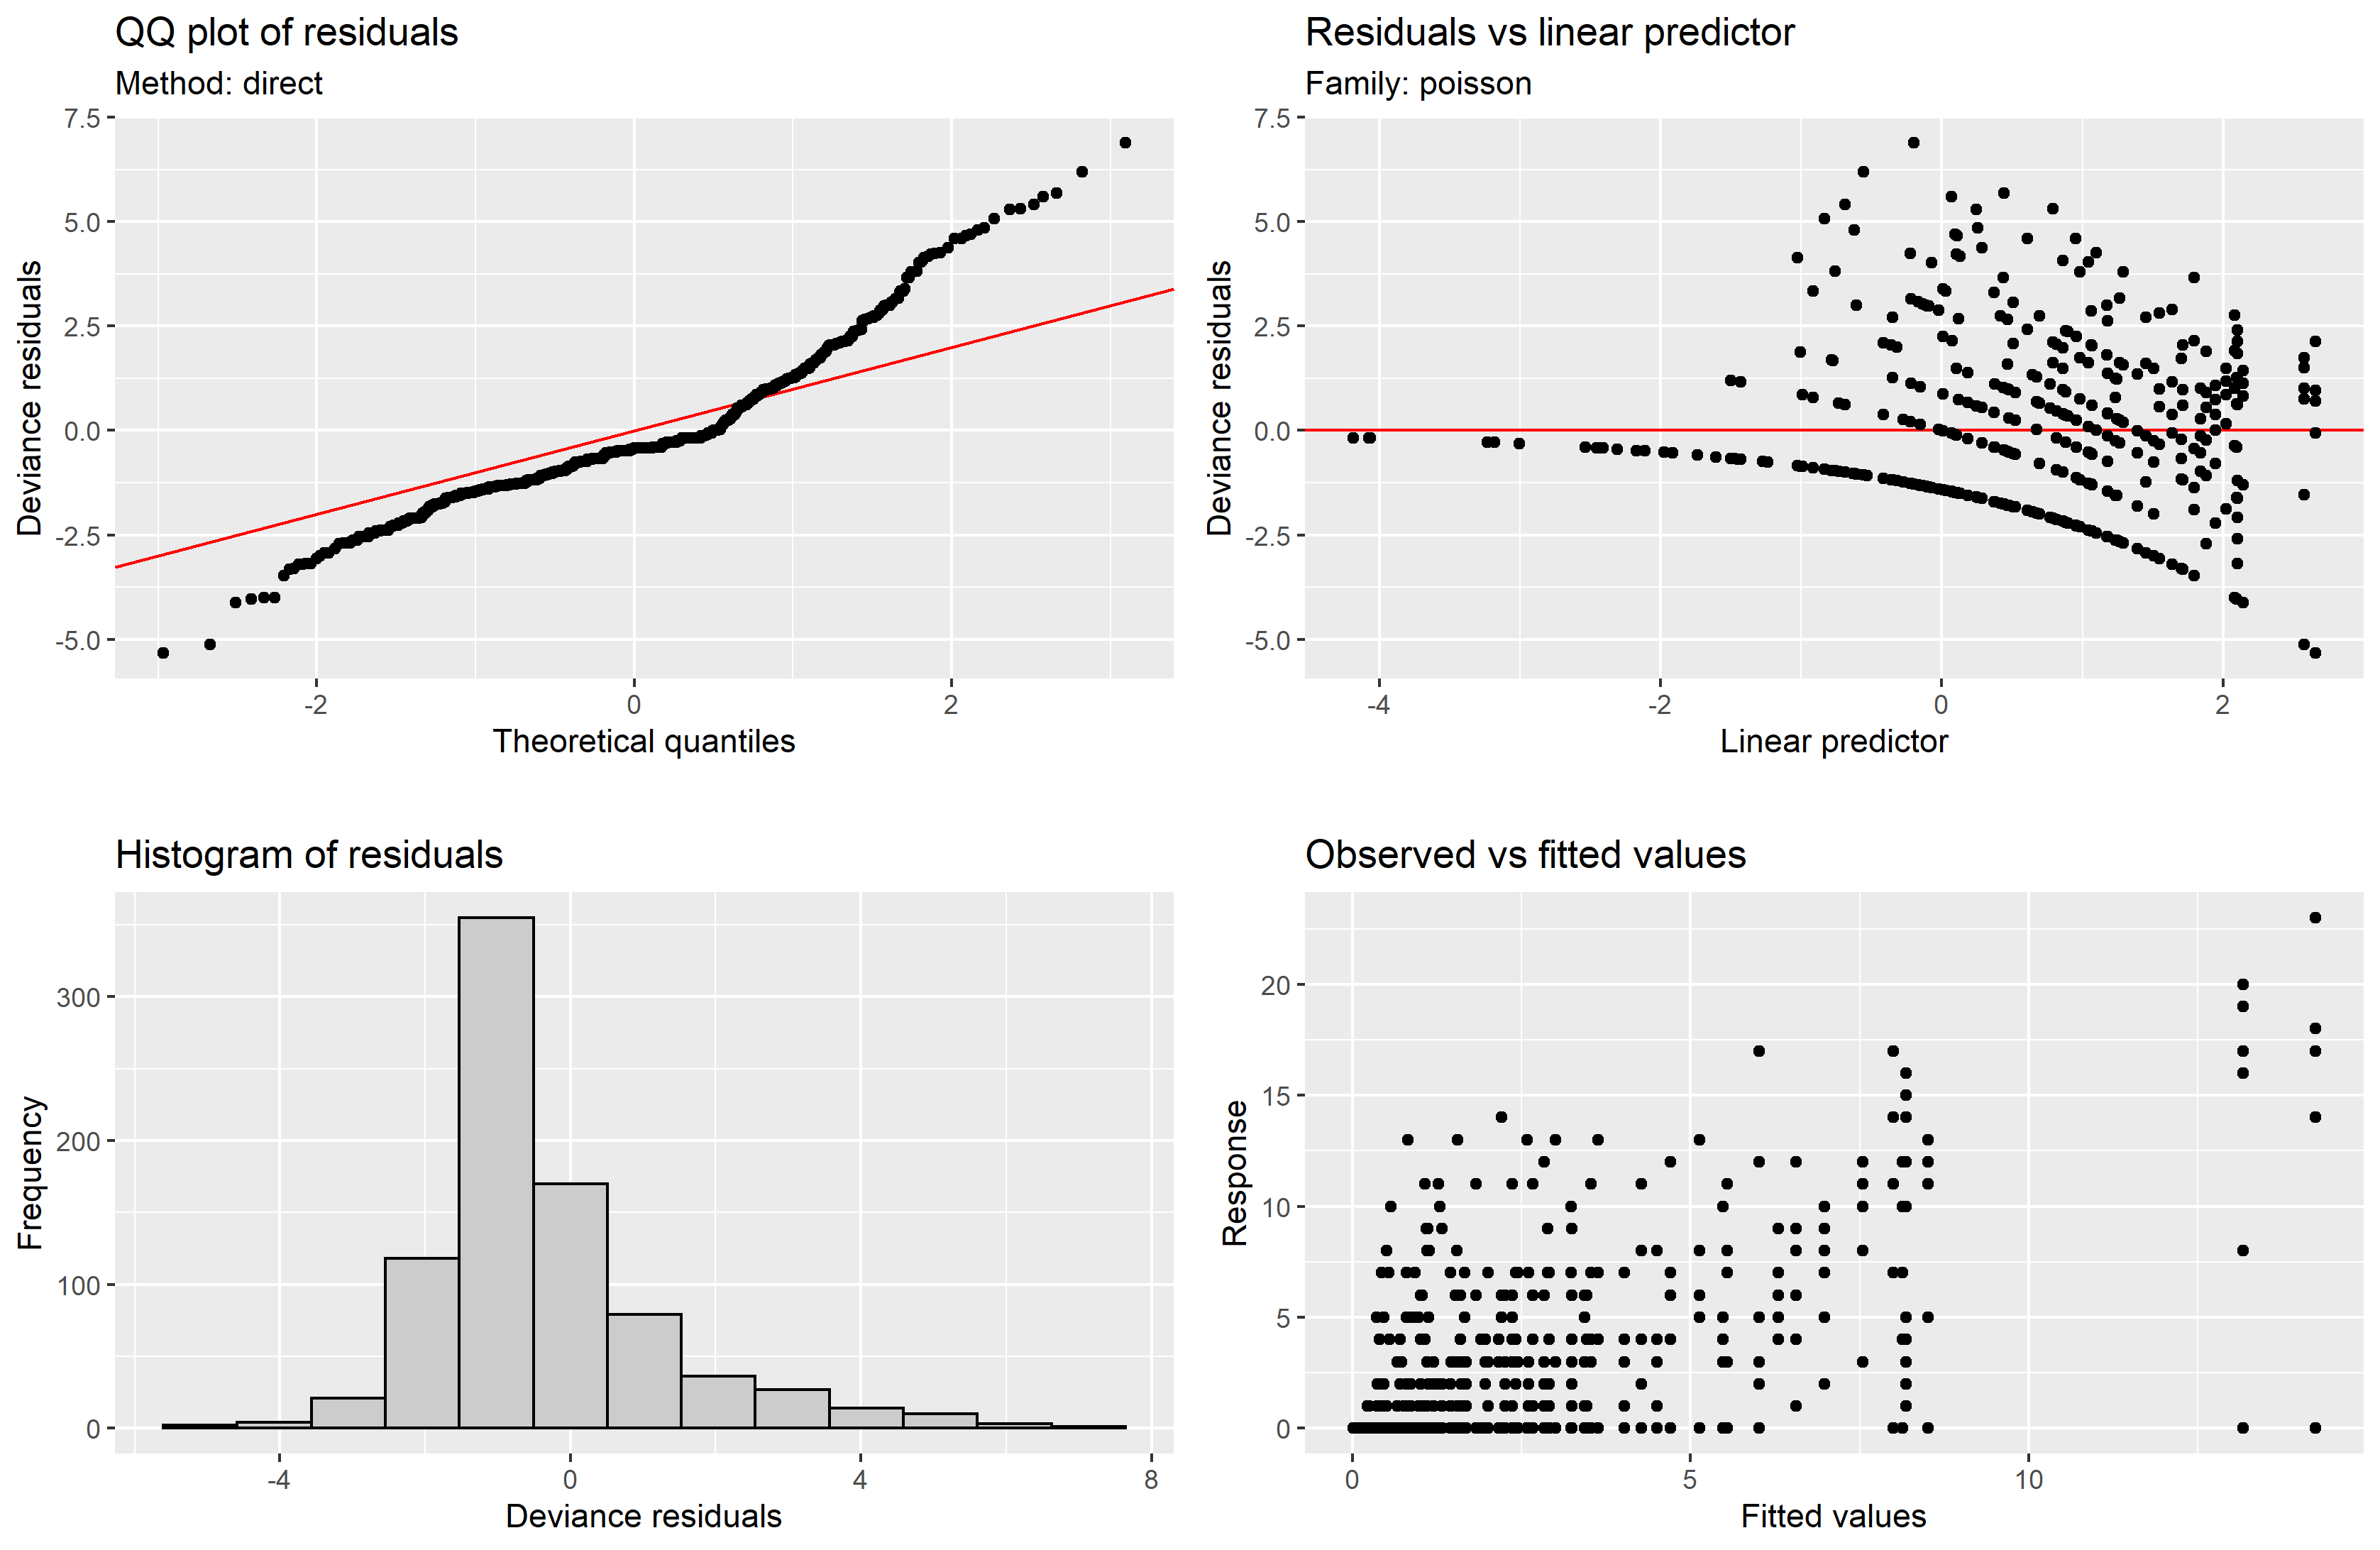 QQ plot of residuals
Method: direct
7.5
5.0
2.5
0.0
-2.5
-5.0
Deviance residuals
-2
0
2
Theoretical quantiles
Residuals vs linear predictor
Family: poisson
7.5
5.0
2.5
0.0
-2.5
-5.0
Deviance residuals
-4
-2
0
2
Linear predictor
Histogram of residuals
300
200
100
0
Frequency
-4
0
4
8
Deviance residuals
Observed vs fitted values
20
15
10
5
0
Response
0
5
10
Fitted values